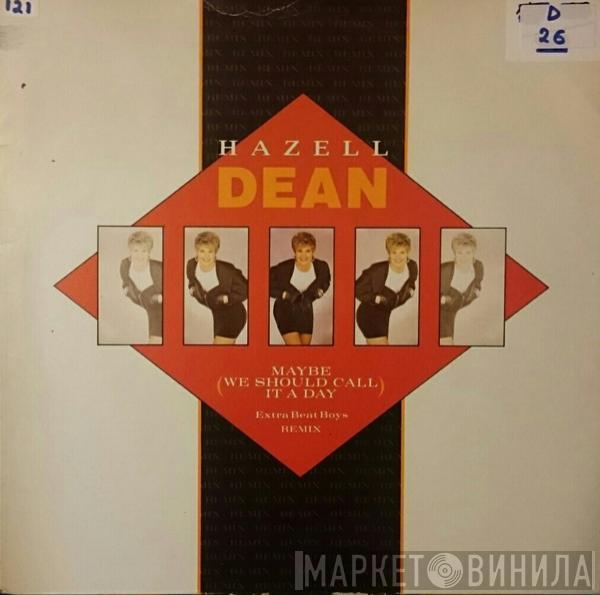 121
D
26
HAZELL
DEAN
MAYBE
(WE SHOULD CALL)
IT A DAY
Extra Beat Boys
REMIX
МАРКЕТ ВИНИЛА